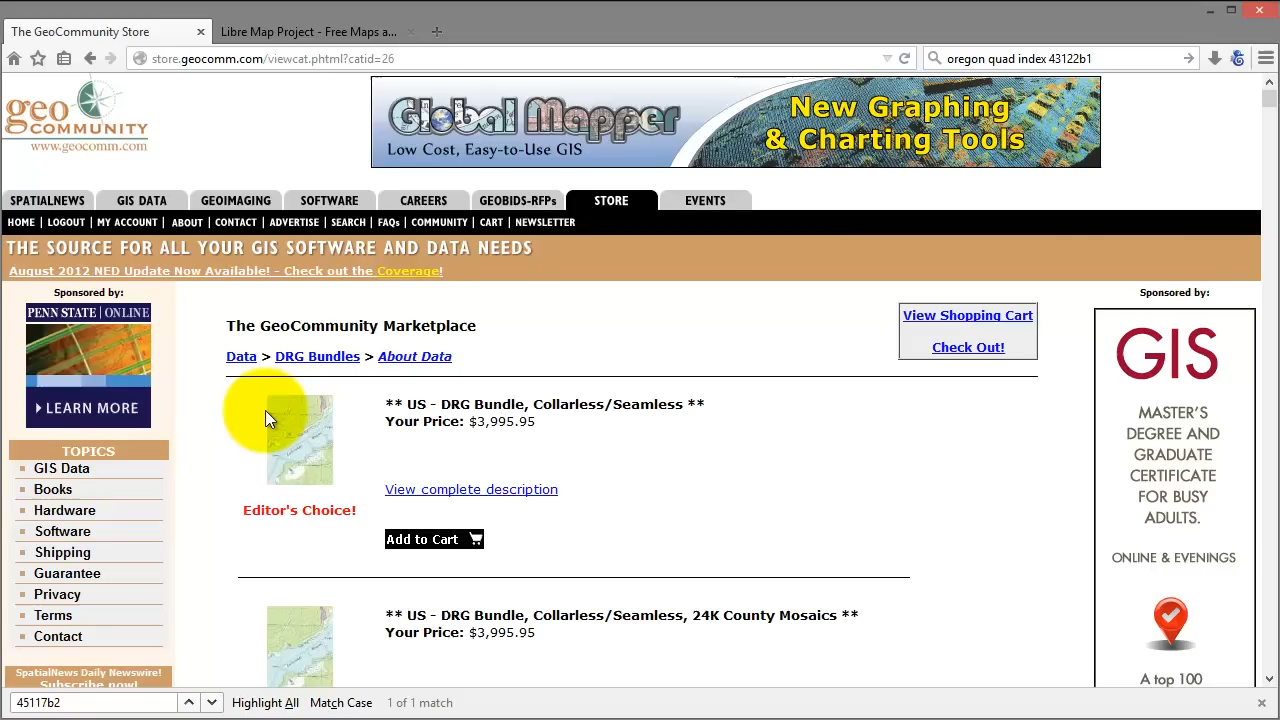 The GeoCommunity Store
Libre Map Project - Free Maps a...
store.geocomm.com/viewcat.phtml?catid=26
oregon quad index 43122b1
geo
COMMUNITY
www.geocomm.com
Global Mapper
Low Cost, Easy-to-Use GIS
New Graphing
& Charting Tools
SPATIALNEWS GIS DATA GEOIMAGING SOFTWARE CAREERS GEOBIDS-RFPs STORE EVENTS
HOME | LOGOUT | MY ACCOUNT | ABOUT | CONTACT | ADVERTISE | SEARCH | FAQs | COMMUNITY | CART | NEWSLETTER
THE SOURCE FOR ALL YOUR GIS SOFTWARE AND DATA NEEDS
August 2012 NED Update Now Available! - Check out the Coverage!
Sponsored by:
PENN STATE | ONLINE
LEARN MORE
TOPICS
GIS Data
Books
Hardware
Software
Shipping
Guarantee
Privacy
Terms
Contact
SpatialNews Daily Newswire!
Subscribe now!
The GeoCommunity Marketplace
Data > DRG Bundles > About Data
View Shopping Cart
Check Out!
** US - DRG Bundle, Collarless/Seamless **
Your Price: $3,995.95
View complete description
Editor's Choice!
Add to Cart
** US - DRG Bundle, Collarless/Seamless, 24K County Mosaics **
Your Price: $3,995.95
Sponsored by:
GIS
MASTER'S
DEGREE AND
GRADUATE
CERTIFICATE
FOR BUSY
ADULTS.
ONLINE & EVENINGS
A top 100
45117b2
Highlight All
Match Case
1 of 1 match